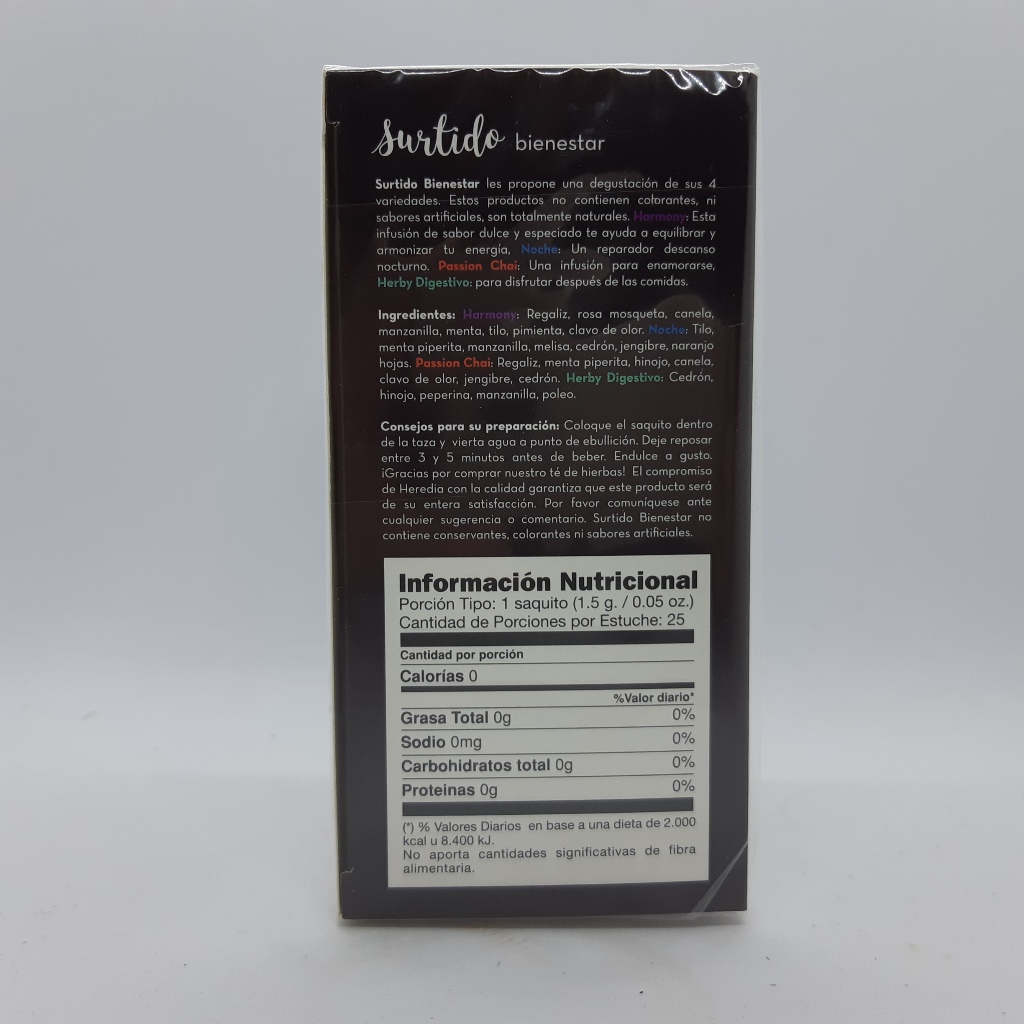 surtido bienestar
Surtido Bienestar les propone una degustación de sus 4
variedades. Estos productos no contienen colorantes, ni
sabores artificiales, son totalmente naturales. Harmony: Esta
infusión de sabor dulce y especiado te ayuda a equilibrar y
armonizar tu energía, Noche: Un reparador descanso
nocturno. Passion Chai: Una infusión para enamorarse,
Herby Digestivo: para disfrutar después de las comidas.
Ingredientes: Harmony: Regaliz, rosa mosqueta, canela,
manzanilla, menta, tilo, pimienta, clavo de olor. Noche: Tilo,
menta piperita, manzanilla, melisa, cedrón, jengibre, naranjo
hojas. Passion Chai: Regaliz, menta piperita, hinojo, canela,
clavo de olor, jengibre, cedrón. Herby Digestivo: Cedrón,
hinojo, peperina, manzanilla, poleo.
Consejos para su preparación: Coloque el saquito dentro
de la taza y vierta agua a punto de ebullición. Deje reposar
entre 3 y 5 minutos antes de beber. Endulce a gusto.
¡Gracias por comprar nuestro té de hierbas! El compromiso
de Heredia con la calidad garantiza que este producto será
de su entera satisfacción. Por favor comuníquese ante
cualquier sugerencia o comentario. Surtido Bienestar no
contiene conservantes, colorantes ni sabores artificiales.
Información Nutricional
Porción Tipo: 1 saquito (1.5 g. / 0.05 oz.)
Cantidad de Porciones por Estuche: 25
Cantidad por porción
Calorías 0
%Valor diario*
Grasa Total 0g 0%
Sodio 0mg 0%
Carbohidratos total 0g 0%
Proteinas 0g 0%
(*) % Valores Diarios en base a una dieta de 2.000
kcal u 8.400 kJ.
No aporta cantidades significativas de fibra
alimentaria.